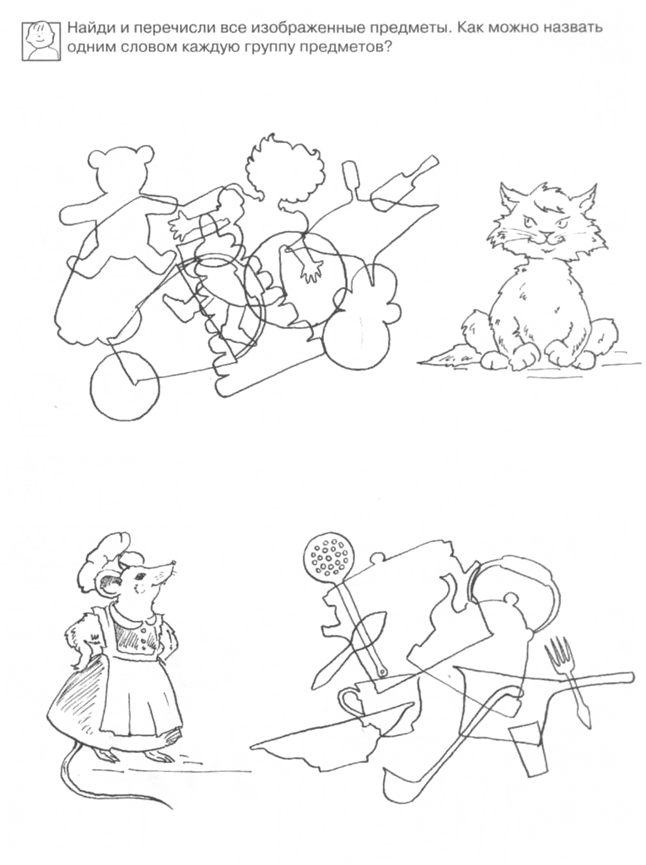 Найди и перечисли все изображенные предметы. Как можно назвать
одним словом каждую группу предметов?